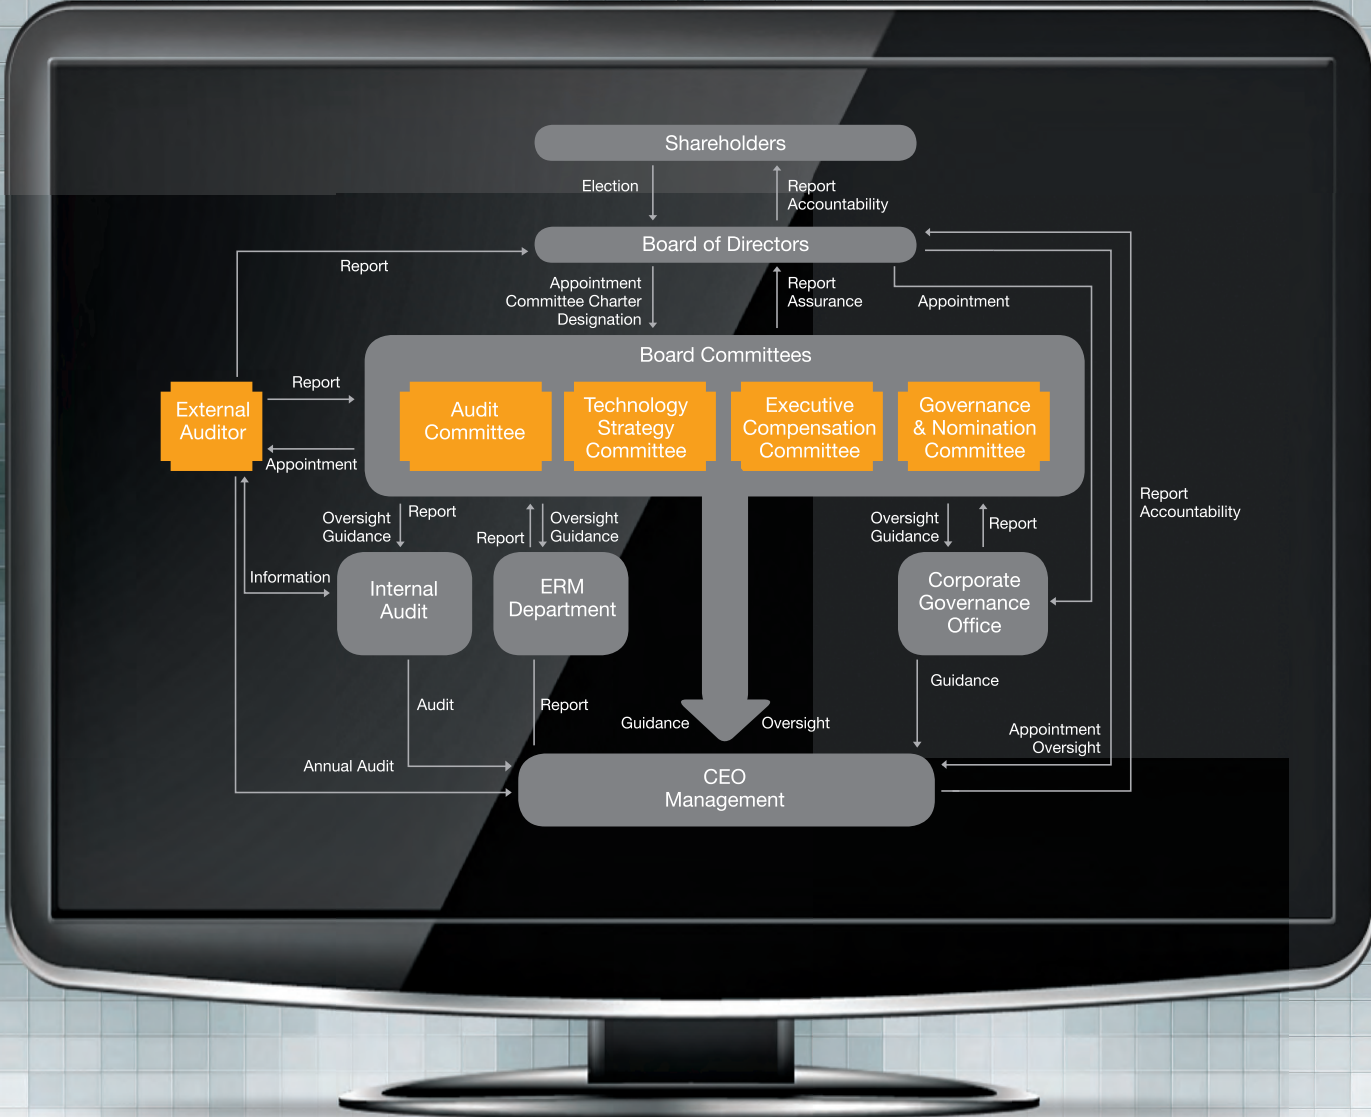 Shareholders
Election
Report
Accountability
Board of Directors
Report
Appointment
Committee Charter
Designation
Report
Assurance
Appointment
Board Committees
Report
External
Auditor
Appointment
Audit
Committee
Technology
Strategy
Committee
Executive
Compensation
Committee
Governance
& Nomination
Committee
Report
Accountability
Oversight
Guidance
Report
Report
Oversight
Guidance
Oversight
Guidance
Report
Information
Internal
Audit
ERM
Department
Corporate
Governance
Office
Audit
Report
Guidance
Guidance
Oversight
Appointment
Oversight
Annual Audit
CEO
Management